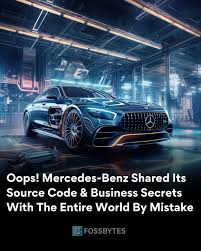 Oops! Mercedes-Benz Shared Its
Source Code & Business Secrets
With The Entire World By Mistake
FOSSBYTES